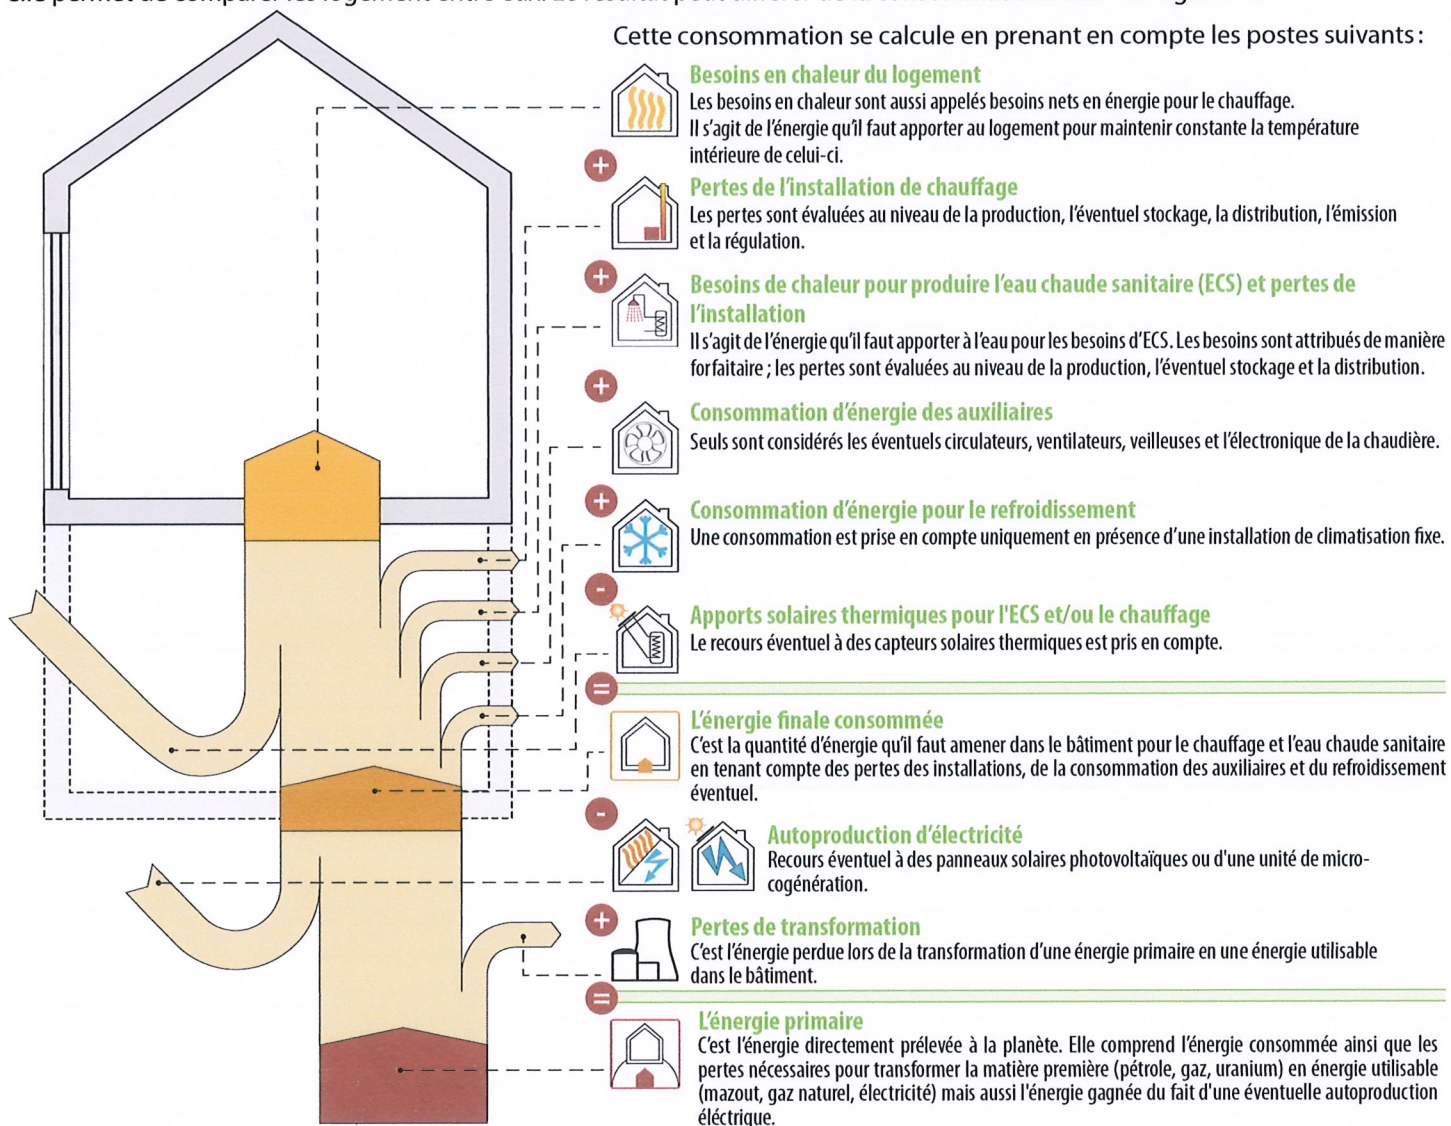 Cette consommation se calcule en prenant en compte les postes suivants :
Besoins en chaleur du logement
Les besoins en chaleur sont aussi appelés besoins nets en énergie pour le chauffage.
Il s'agit de l'énergie qu'il faut apporter au logement pour maintenir constante la température
intérieure de celui-ci.
+
Pertes de l'installation de chauffage
Les pertes sont évaluées au niveau de la production, l'éventuel stockage, la distribution, l'émission
et la régulation.
+
Besoins de chaleur pour produire l'eau chaude sanitaire (ECS) et pertes de
l'installation
Il s'agit de l'énergie qu'il faut apporter à l'eau pour les besoins d'ECS. Les besoins sont attribués de manière
forfaitaire ; les pertes sont évaluées au niveau de la production, l'éventuel stockage et la distribution.
+
Consommation d'énergie des auxiliaires
Seuls sont considérés les éventuels circulateurs, ventilateurs, veilleuses et l'électronique de la chaudière.
+
Consommation d'énergie pour le refroidissement
Une consommation est prise en compte uniquement en présence d'une installation de climatisation fixe.
-
Apports solaires thermiques pour l'ECS et/ou le chauffage
Le recours éventuel à des capteurs solaires thermiques est pris en compte.
=
L'énergie finale consommée
C'est la quantité d'énergie qu'il faut amener dans le bâtiment pour le chauffage et l'eau chaude sanitaire
en tenant compte des pertes des installations, de la consommation des auxiliaires et du refroidissement
éventuel.
-
Autoproduction d'électricité
Recours éventuel à des panneaux solaires photovoltaïques ou d'une unité de micro-
cogénération.
+
Pertes de transformation
C'est l'énergie perdue lors de la transformation d'une énergie primaire en une énergie utilisable
dans le bâtiment.
=
L'énergie primaire
C'est l'énergie directement prélevée à la planète. Elle comprend l'énergie consommée ainsi que les
pertes nécessaires pour transformer la matière première (pétrole, gaz, uranium) en énergie utilisable
(mazout, gaz naturel, électricité) mais aussi l'énergie gagnée du fait d'une éventuelle autoproduction
éléctrique.